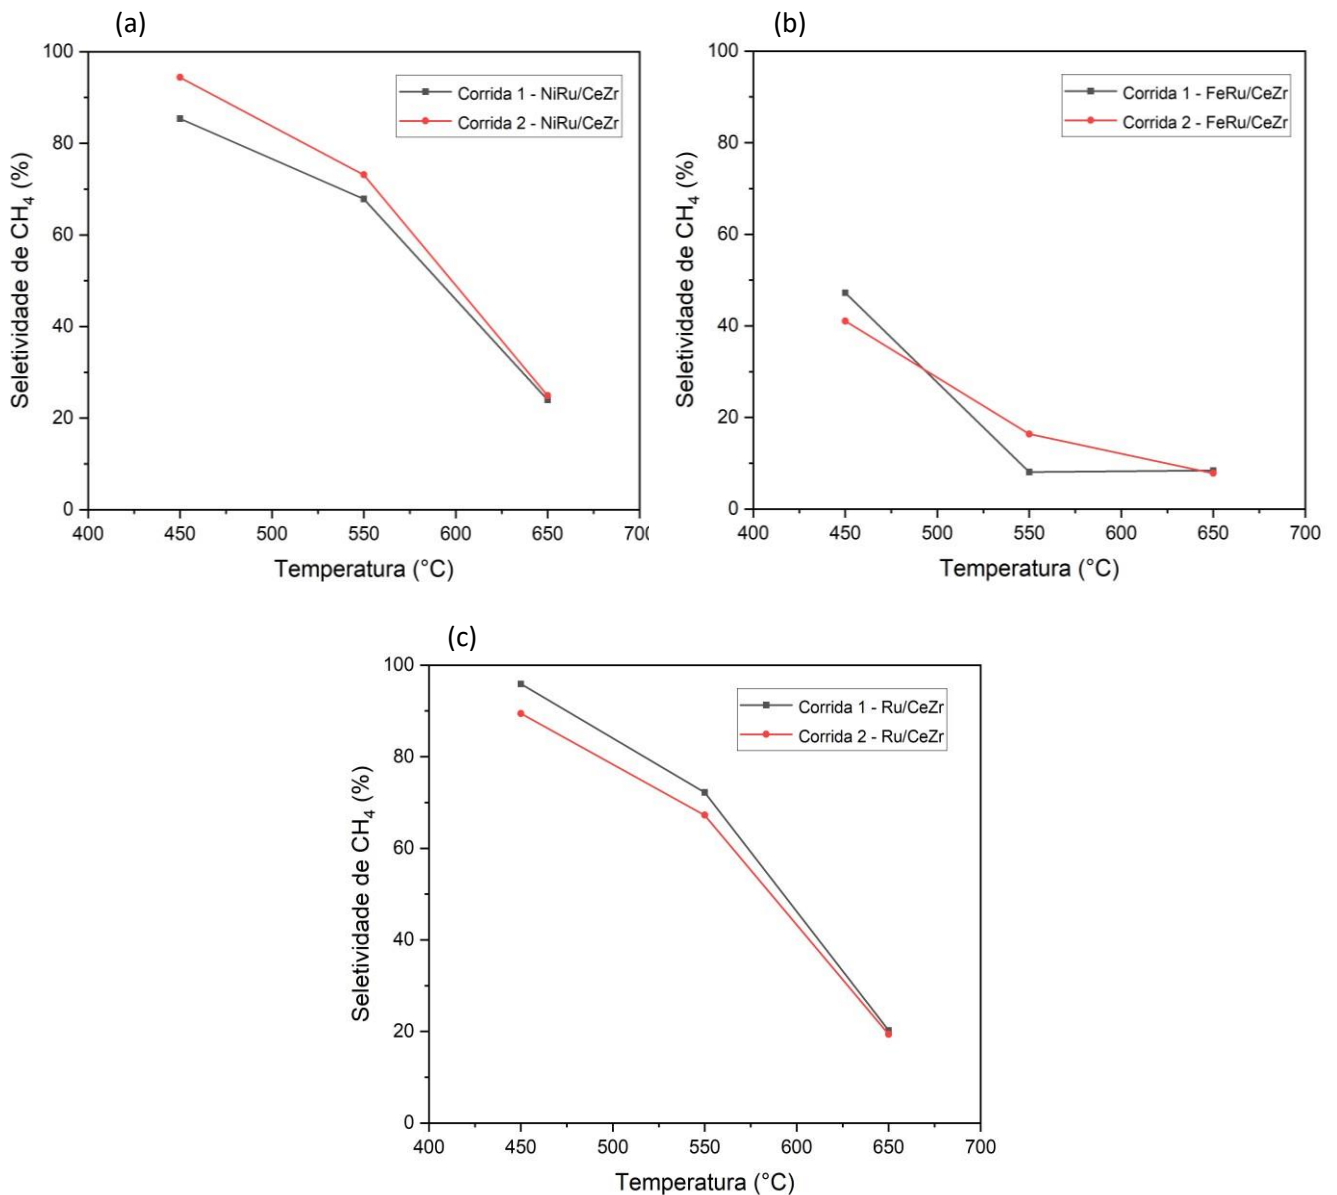 (a)
Seletividade de CH₄ (%)
100
80
60
40
20
0
Corrida 1 - NiRu/CeZr
Corrida 2 - NiRu/CeZr
400 450 500 550 600 650 700
Temperatura (°C)
(b)
Seletividade de CH₄ (%)
100
80
60
40
20
0
Corrida 1 - FeRu/CeZr
Corrida 2 - FeRu/CeZr
400 450 500 550 600 650 700
Temperatura (°C)
(c)
Seletividade de CH₄ (%)
100
80
60
40
20
0
Corrida 1 - Ru/CeZr
Corrida 2 - Ru/CeZr
400 450 500 550 600 650 700
Temperatura (°C)